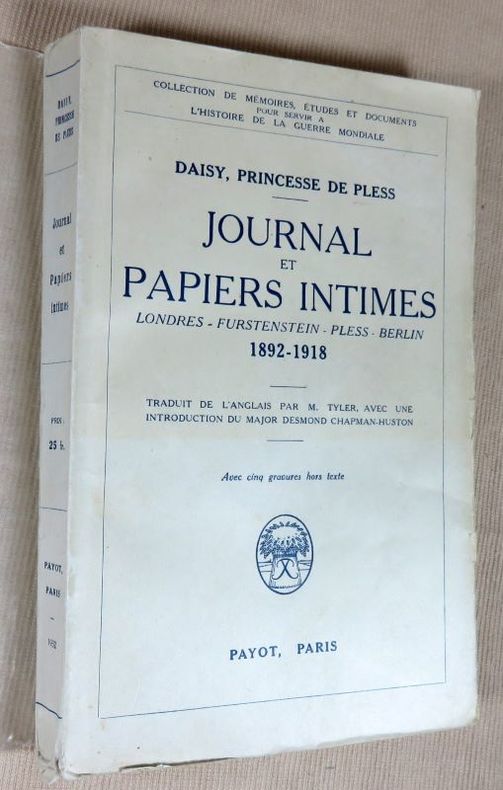 COLLECTION DE MÉMOIRES, ÉTUDES ET DOCUMENTS
POUR SERVIR A
L'HISTOIRE DE LA GUERRE MONDIALE
DAISY, PRINCESSE DE PLESS
JOURNAL
ET
PAPIERS INTIMES
LONDRES - FURSTENSTEIN - PLESS - BERLIN
1892-1918
TRADUIT DE L'ANGLAIS PAR M. TYLER, AVEC UNE
INTRODUCTION DU MAJOR DESMOND CHAPMAN-HUSTON
Avec cinq gravures hors texte
PAYOT, PARIS
DAISY,
PRINCESSE
DE PLESS
Journal
et
Papiers
Intimes
PRIX :
25 fr.
PAYOT,
PARIS